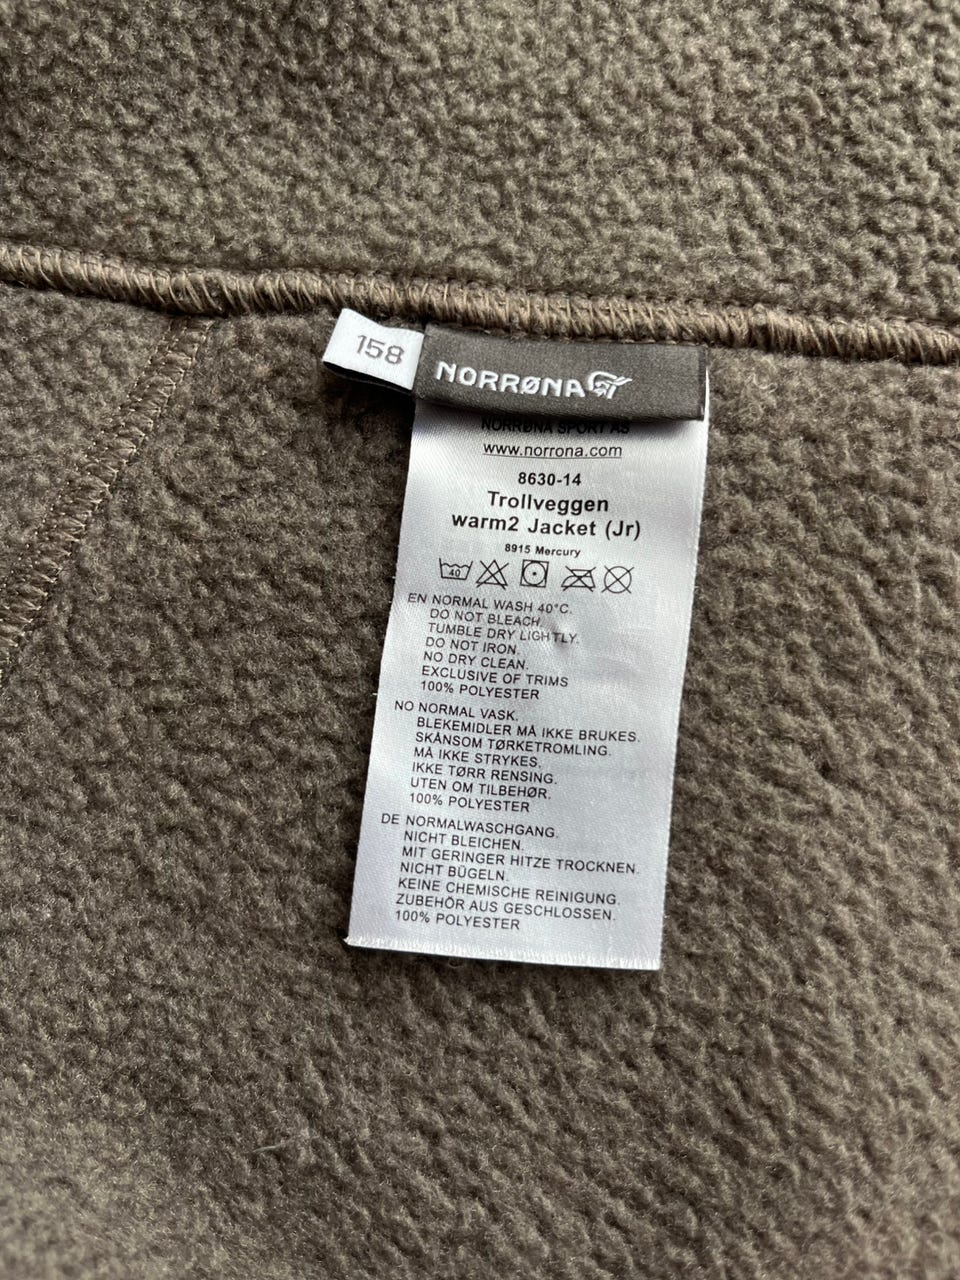 158
NORRØNA
NORRØNA SPORT AS
www.norrona.com
8630-14
Trollveggen
warm2 Jacket (Jr)
8915 Mercury
40
EN NORMAL WASH 40°C.
DO NOT BLEACH.
TUMBLE DRY LIGHTLY.
DO NOT IRON.
NO DRY CLEAN.
EXCLUSIVE OF TRIMS
100% POLYESTER
NO NORMAL VASK.
BLEKEMIDLER MÅ IKKE BRUKES.
SKÅNSOM TØRKETROMLING.
MÅ IKKE STRYKES.
IKKE TØRR RENSING.
UTEN OM TILBEHØR.
100% POLYESTER
DE NORMALWASCHGANG.
NICHT BLEICHEN.
MIT GERINGER HITZE TROCKNEN.
NICHT BÜGELN.
KEINE CHEMISCHE REINIGUNG.
ZUBEHÖR AUS GESCHLOSSEN.
100% POLYESTER